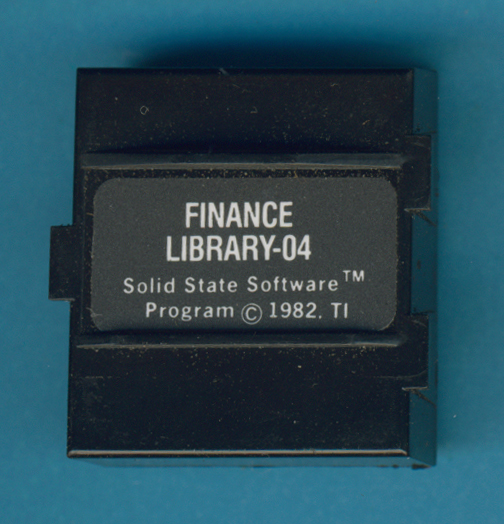 FINANCE
LIBRARY-04
Solid State Software™
Program © 1982, TI